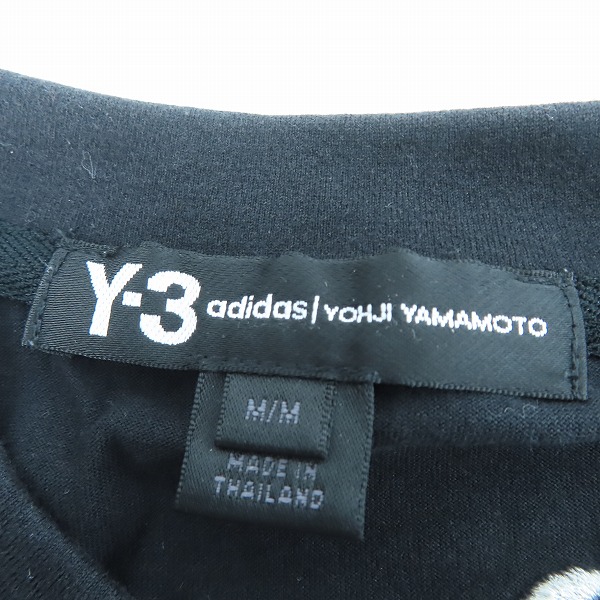 Y-3 adidas | YOHJI YAMAMOTO
M/M
MADE IN
THAILAND